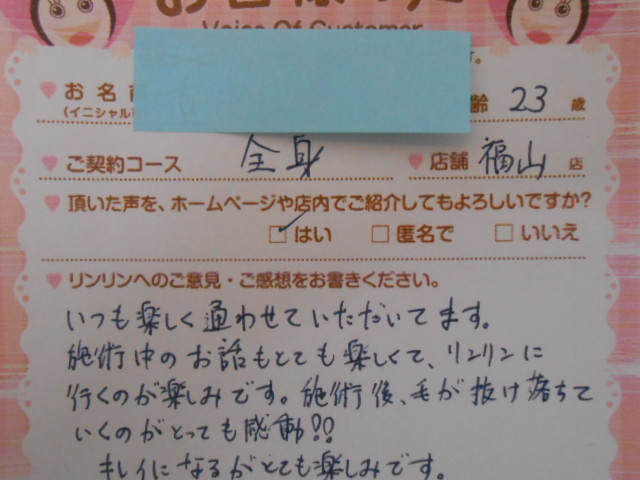 Voice Of Customer
す。
お名前
(イニシャル
齢 23 歳
ご契約コース 全身 店舗 福山 店
頂いた声を、ホームページや店内でご紹介してもよろしいですか?
はい 匿名で いいえ
リンリンへのご意見・ご感想をお書きください。
いつも楽しく通わせていただいてます。
施術中のお話もとても楽しくて、リンリンに
行くのが楽しみです。施術後、毛が抜け落ちて
いくのがとっても感動!!
キレイになるがとても楽しみです。